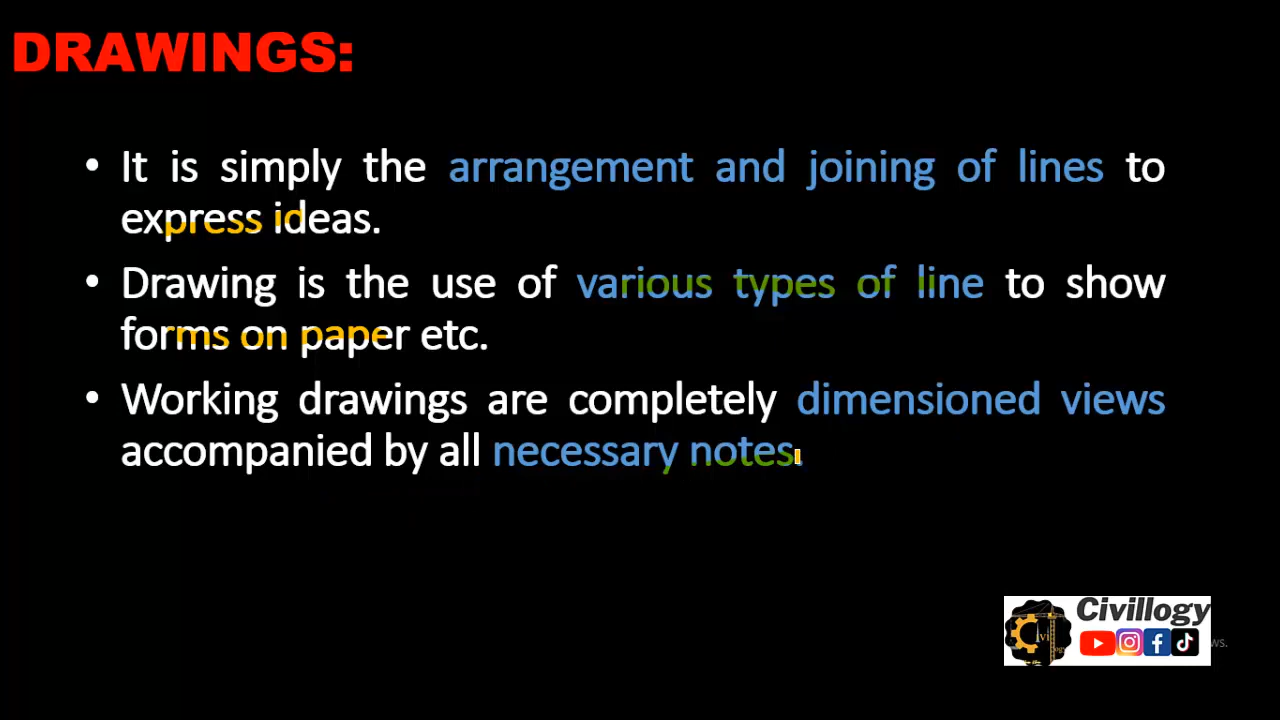 DRAWINGS:
• It is simply the arrangement and joining of lines to
express ideas.
• Drawing is the use of various types of line to show
forms on paper etc.
• Working drawings are completely dimensioned views
accompanied by all necessary notes.
Civillogy
ws.